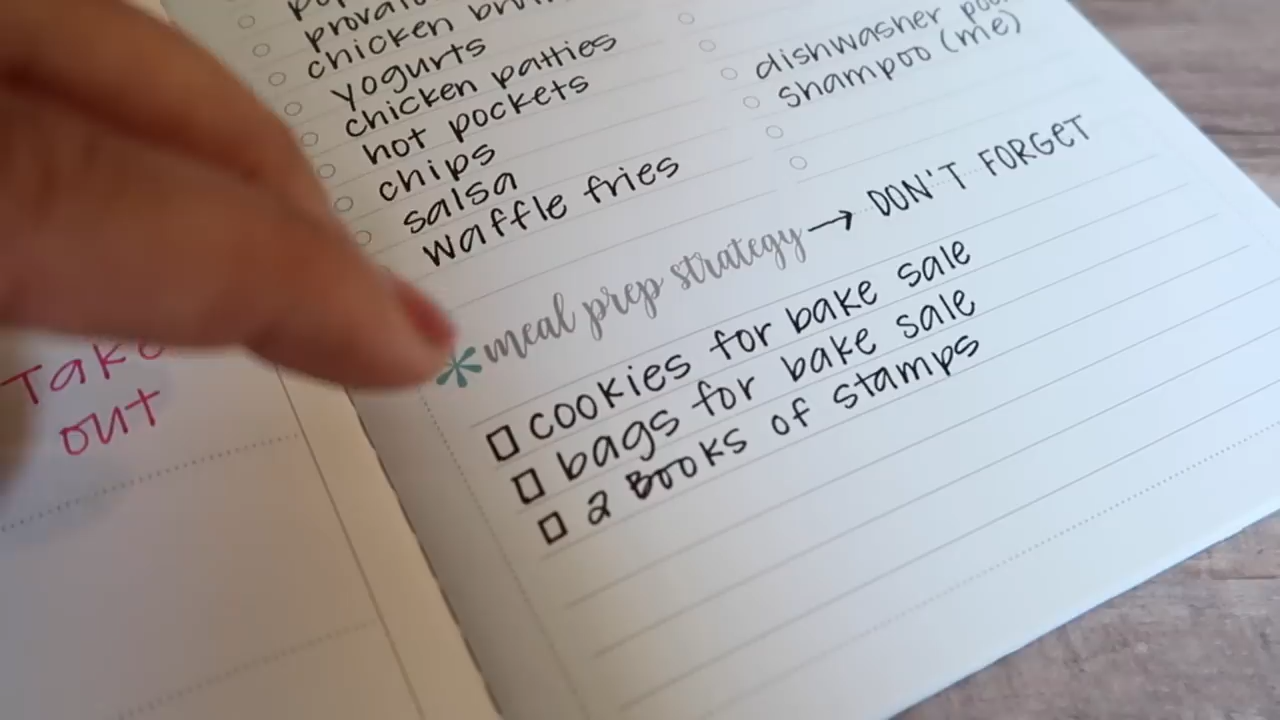 chicken
yogurts
chicken patties
hot pockets
chips
salsa
waffle fries
dishwasher
shampoo (me)
meal prep strategy → DON'T FORGET
cookies for bake sale
bags for bake sale
2 Books of stamps
Take
out